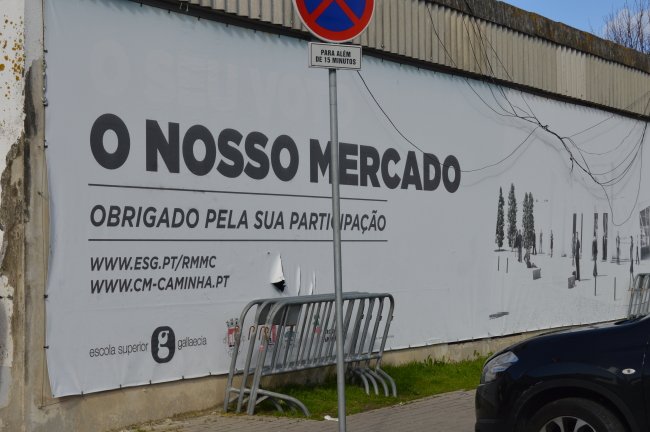 PARA ALÉM
DE 15 MINUTOS
O NOSSO MERCADO
OBRIGADO PELA SUA PARTICIPAÇÃO
WWW.ESG.PT/RMMC
WWW.CM-CAMINHA.PT
escola superior gallaecia